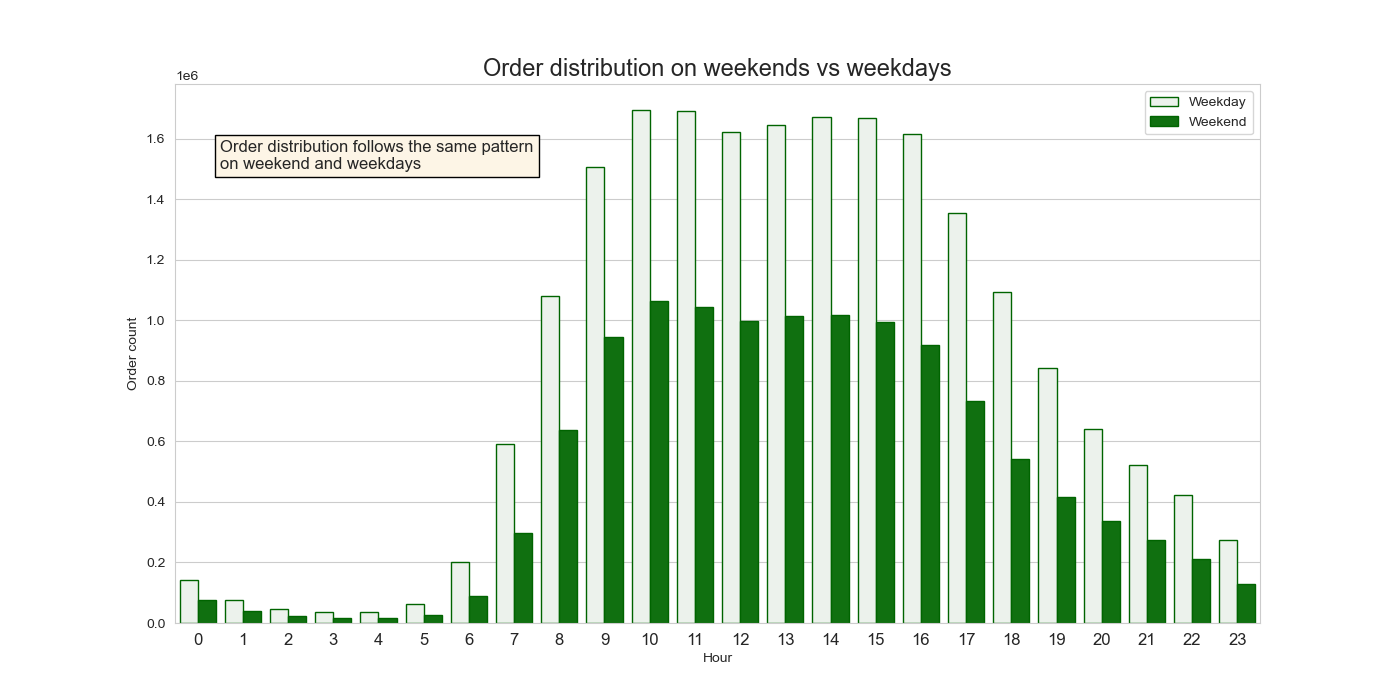 Order distribution on weekends vs weekdays
1e6
Weekday
Weekend
Order distribution follows the same pattern
on weekend and weekdays
1.6
1.4
1.2
1.0
0.8
0.6
0.4
0.2
0.0
Order count
0 1 2 3 4 5 6 7 8 9 10 11 12 13 14 15 16 17 18 19 20 21 22 23
Hour